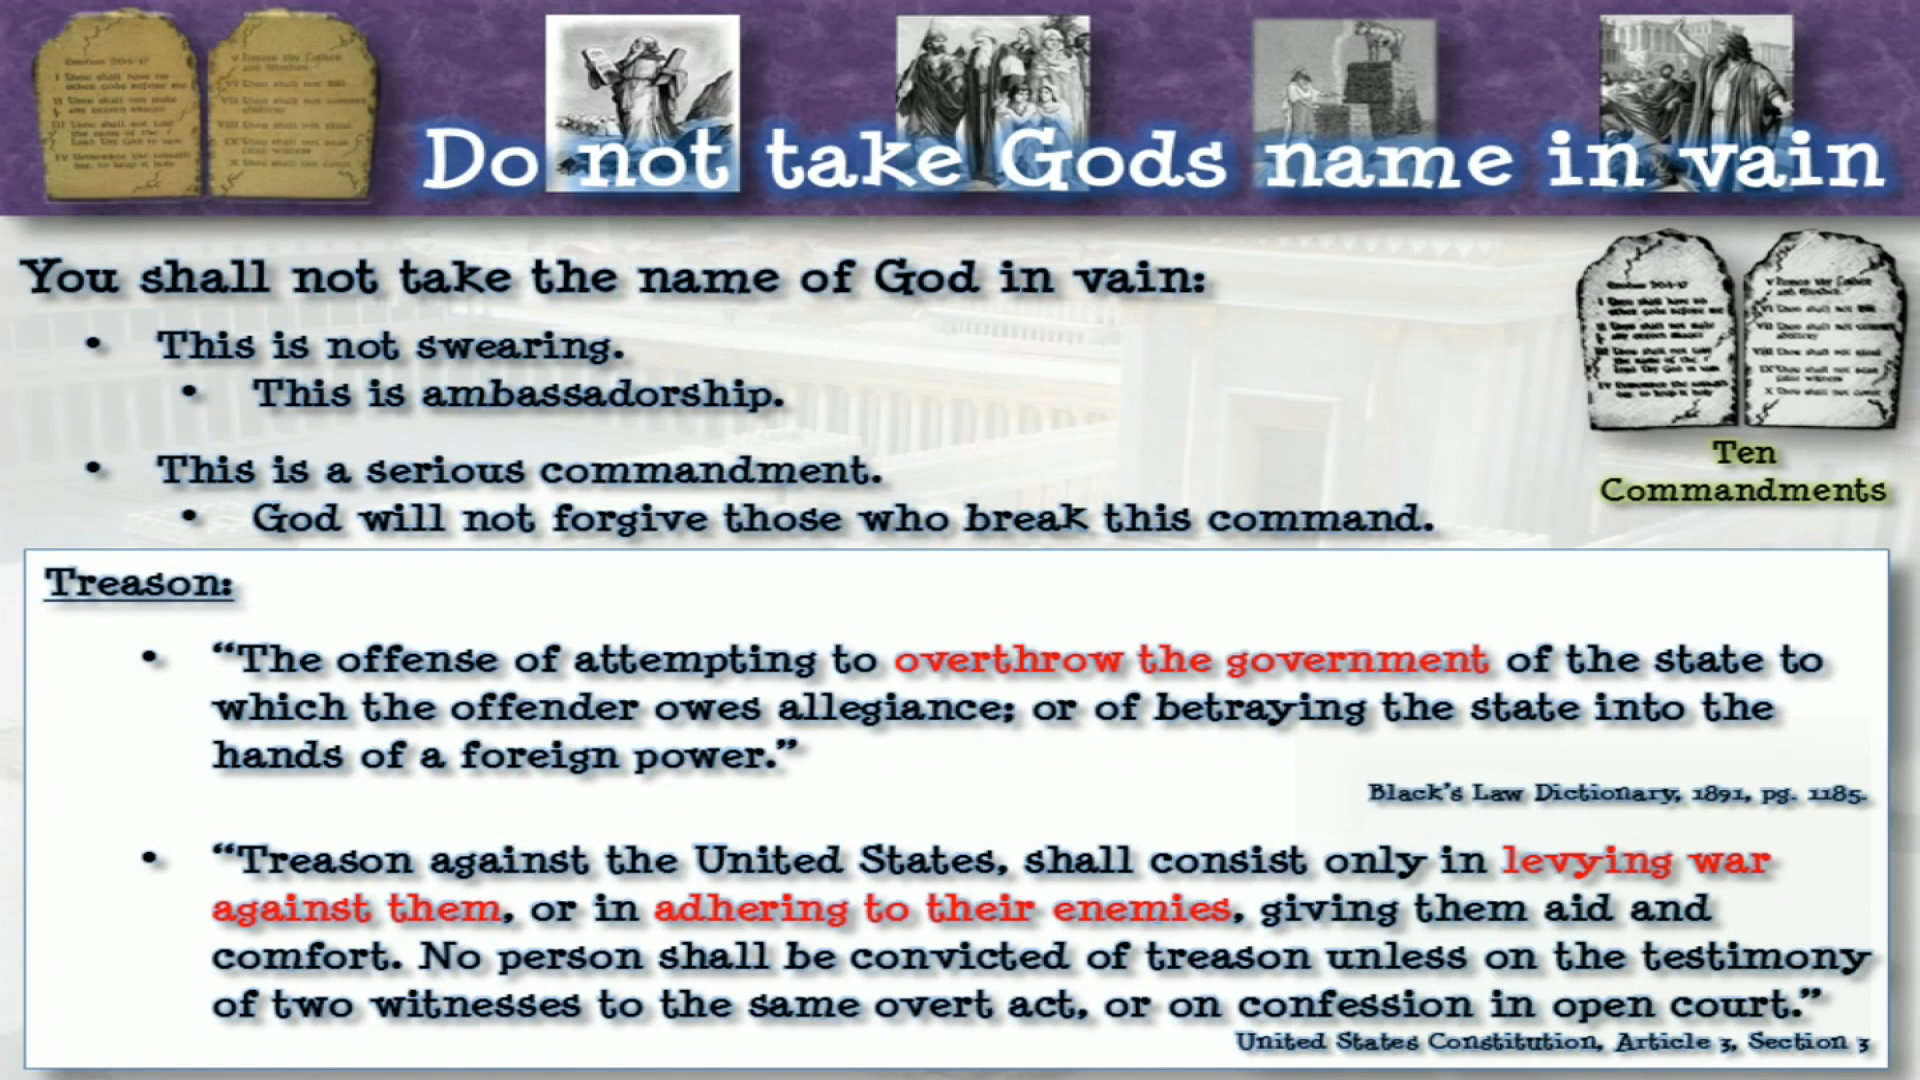 Do not take Gods name in vain
You shall not take the name of God in vain:
• This is not swearing.
• This is ambassadorship.
• This is a serious commandment.
• God will not forgive those who break this command.
Ten
Commandments
Treason:
• “The offense of attempting to overthrow the government of the state to
which the offender owes allegiance; or of betraying the state into the
hands of a foreign power.”
Black's Law Dictionary, 1891, pg. 1185.
• “Treason against the United States, shall consist only in levying war
against them, or in adhering to their enemies, giving them aid and
comfort. No person shall be convicted of treason unless on the testimony
of two witnesses to the same overt act, or on confession in open court.”
United States Constitution, Article 3, Section 3